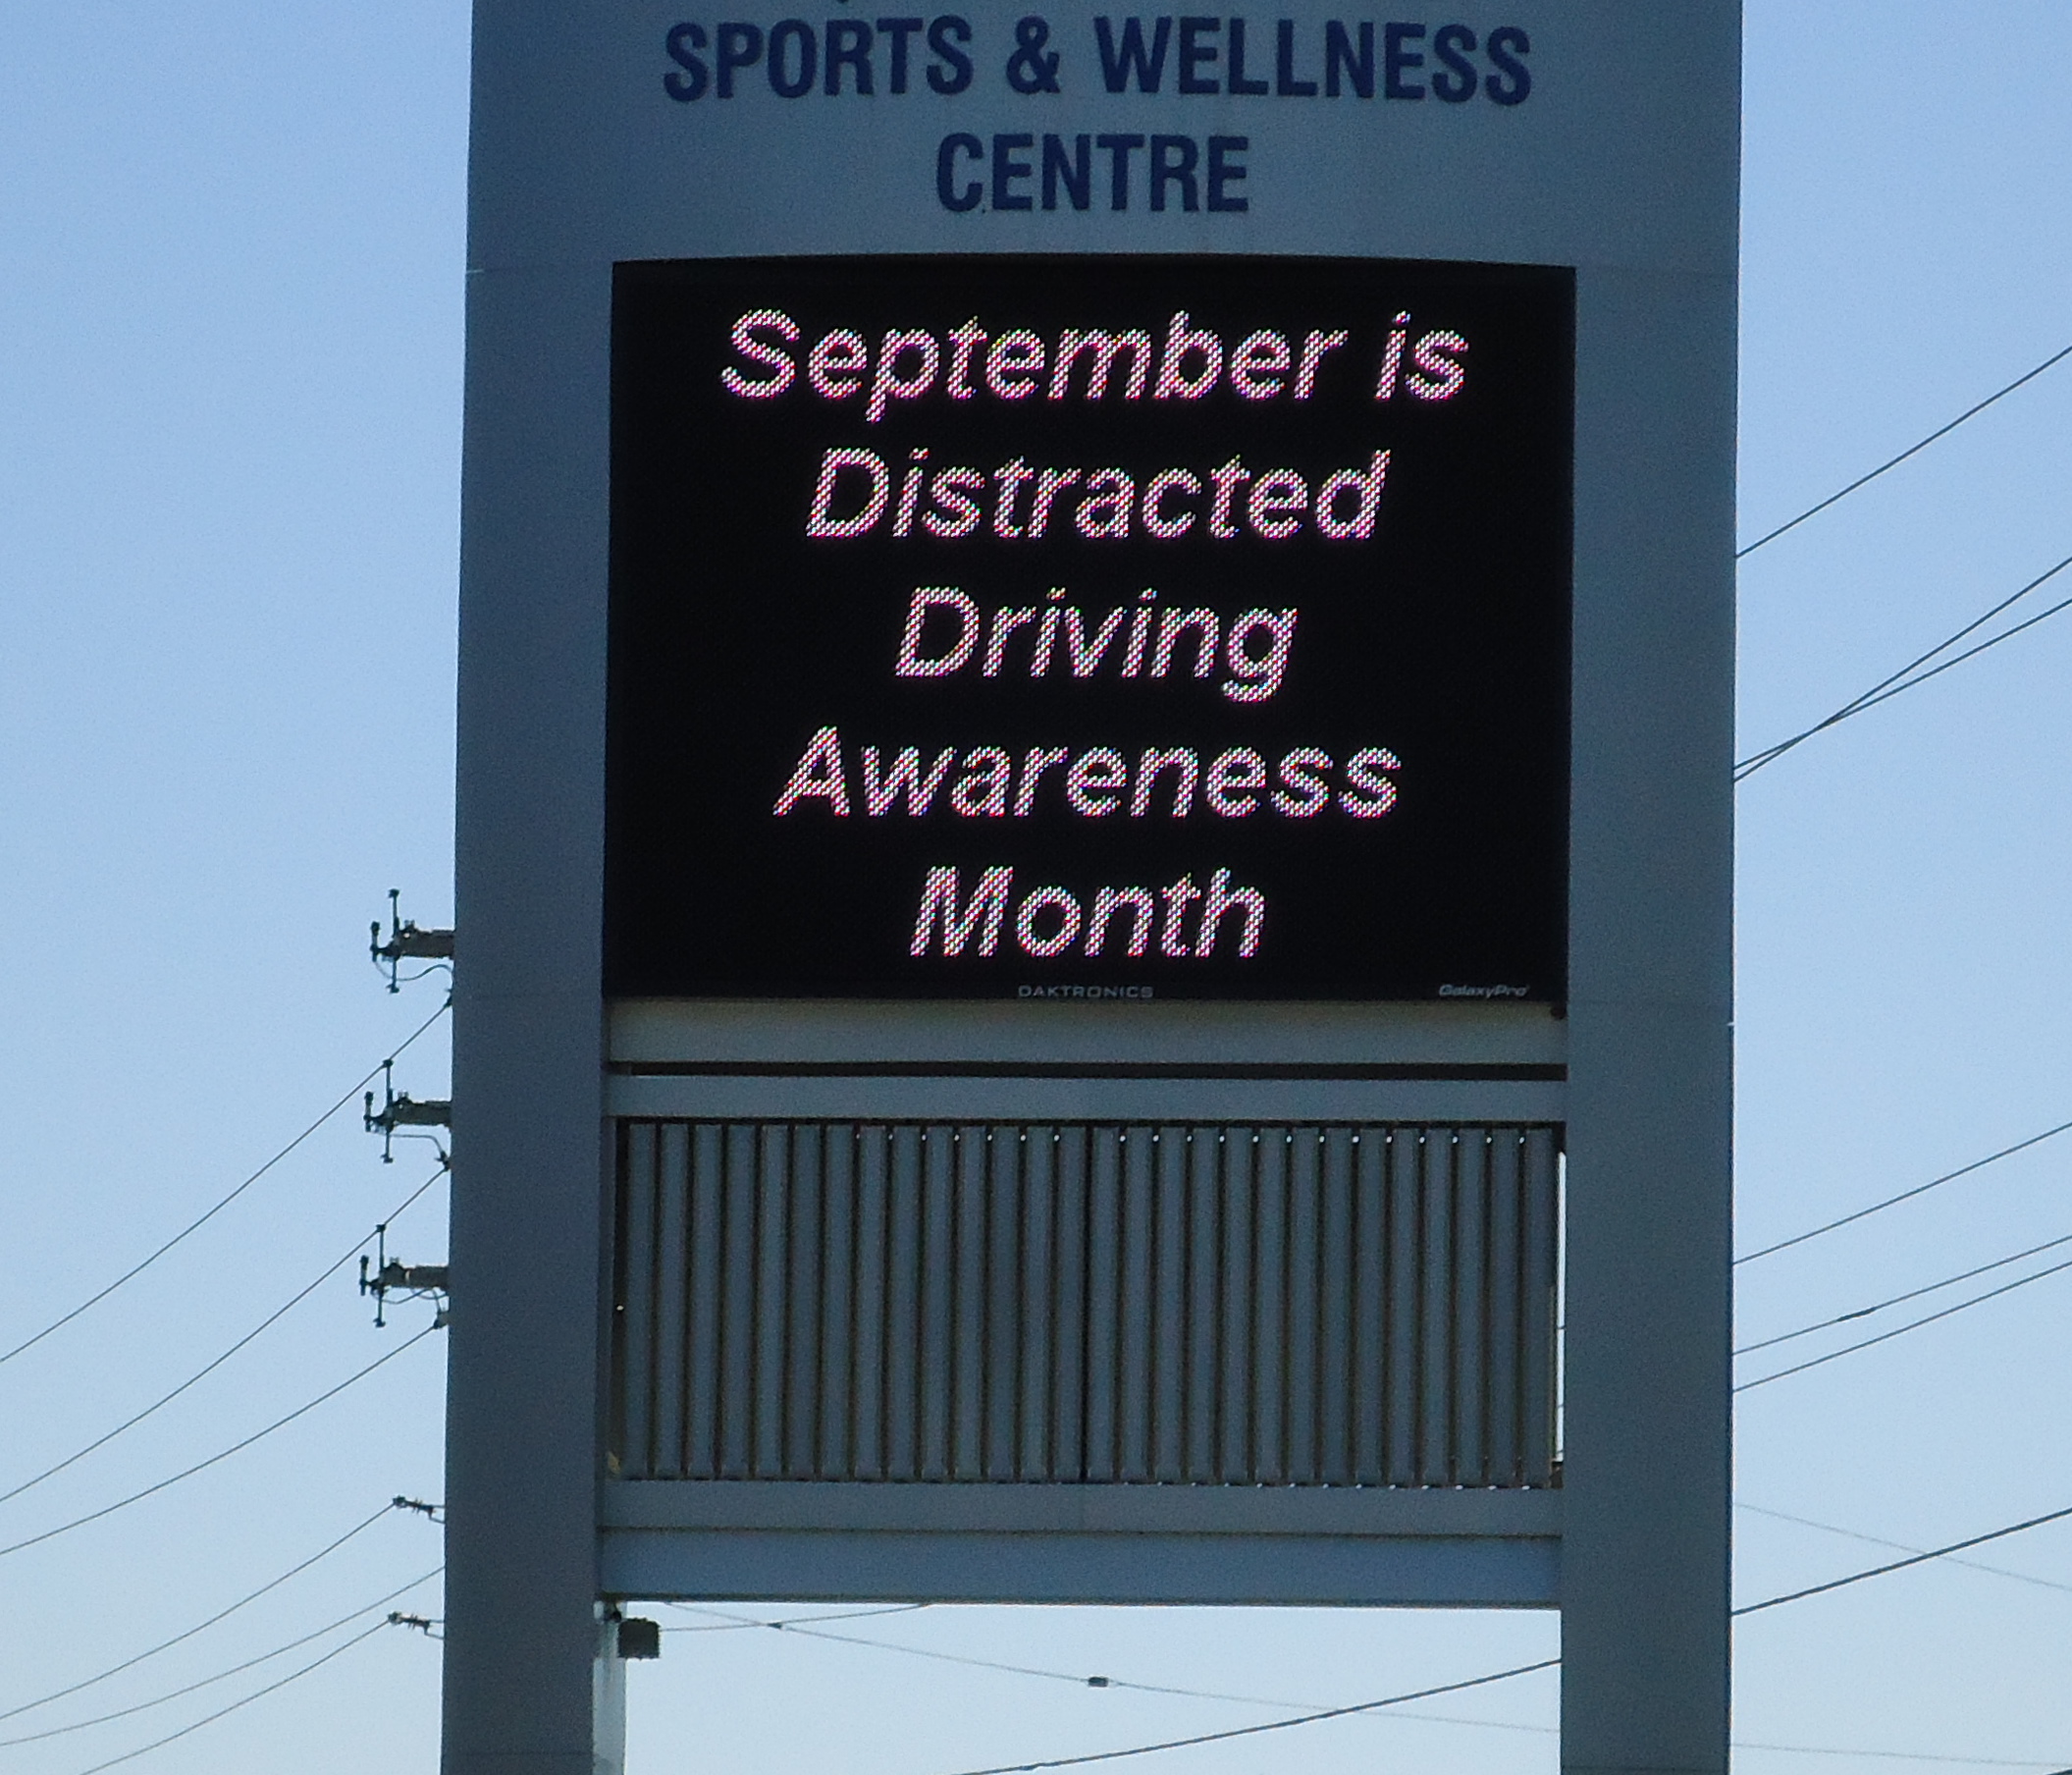 SPORTS & WELLNESS
CENTRE
September is
Distracted
Driving
Awareness
Month
DAKTRONICS
GalaxyPro